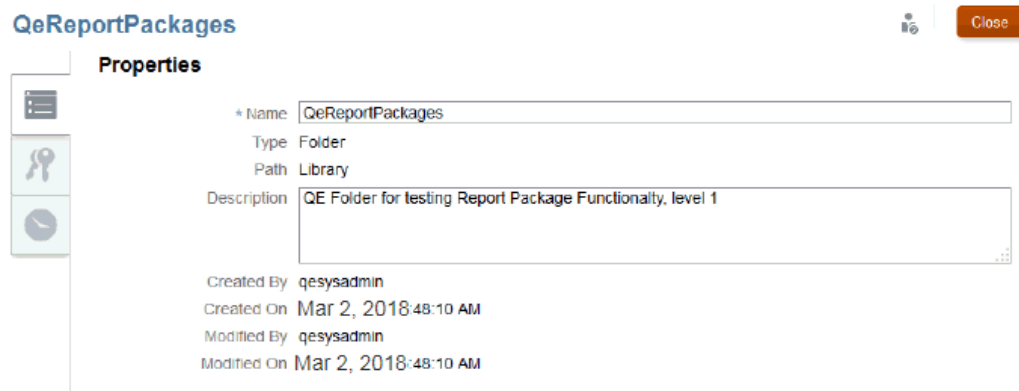 QeReportPackages
Close
Properties
* Name QeReportPackages
Type Folder
Path Library
Description QE Folder for testing Report Package Functionalty, level 1
Created By qesysadmin
Created On Mar 2, 2018:48:10 AM
Modified By qesysadmin
Modified On Mar 2, 2018:48:10 AM